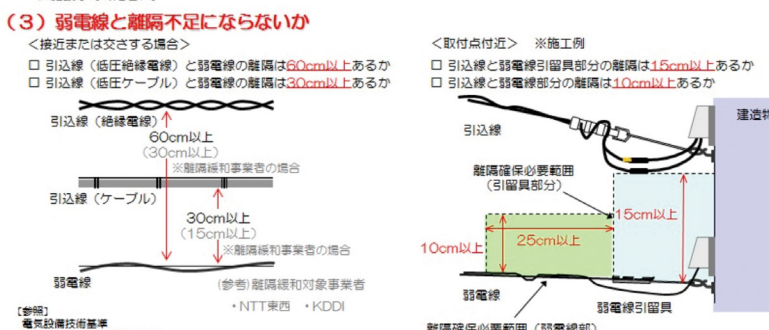 (3) 弱電線と離隔不足にならないか
＜接近または交さする場合＞
□ 引込線（低圧絶縁電線）と弱電線の離隔は60cm以上あるか
□ 引込線（低圧ケーブル）と弱電線の離隔は30cm以上あるか
引込線（絶縁電線）
60cm以上
（30cm以上）
※離隔緩和事業者の場合
引込線（ケーブル）
30cm以上
（15cm以上）
※離隔緩和事業者の場合
弱電線
（参考）離隔緩和対象事業者
・NTT東西 ・KDDI
［参照］
電気設備技術基準
＜取付点付近＞ ※施工例
□ 引込線と弱電線引留具部分の離隔は15cm以上あるか
□ 引込線と弱電線部分の離隔は10cm以上あるか
建造物
引込線
離隔確保必要範囲
（引留具部分）
15cm以上
10cm以上
25cm以上
弱電線
弱電線引留具
離隔確保必要範囲（弱電線部）